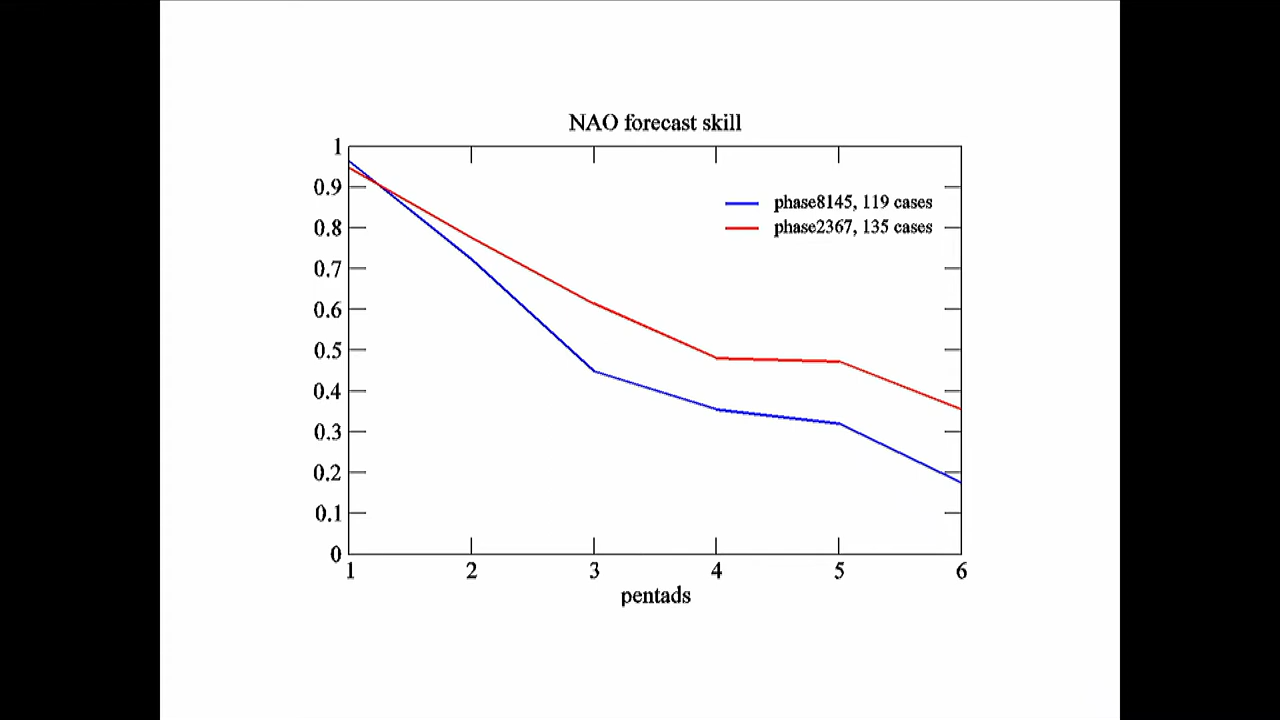 NAO forecast skill
1
0.9
0.8
0.7
0.6
0.5
0.4
0.3
0.2
0.1
0
phase8145, 119 cases
phase2367, 135 cases
1 2 3 4 5 6
pentads